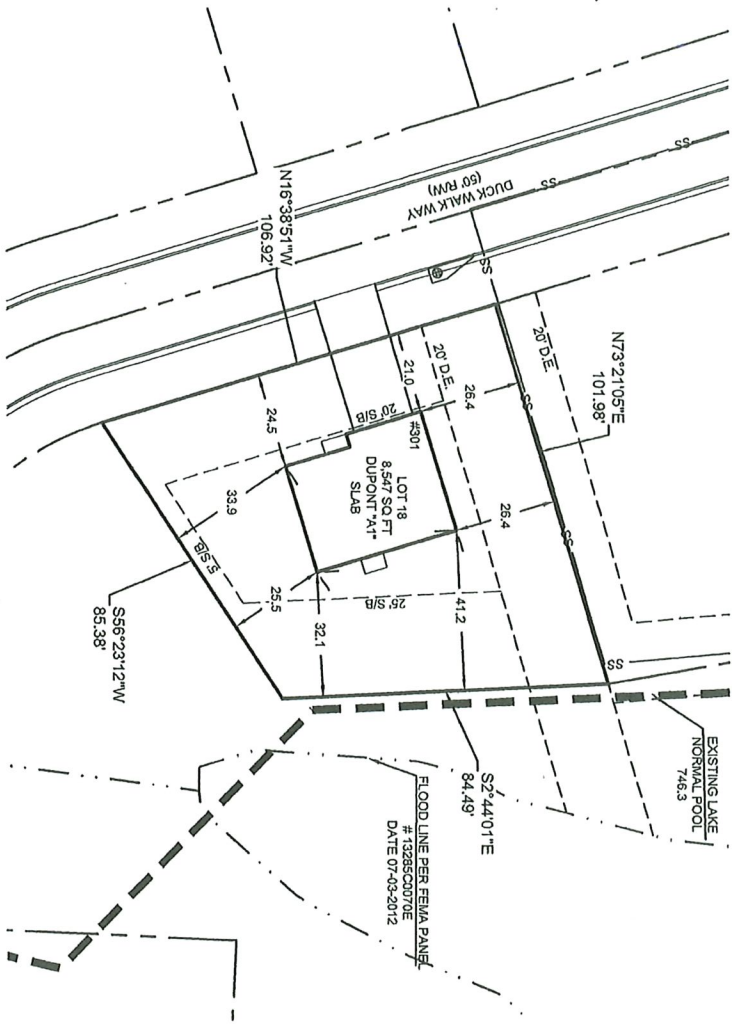 SS
SS
DUCK WALK WAY
(50' R/W)
SS
N16°38'51"W
106.92'
20' D.E.
N73°21'05"E
101.98'
20' D.E.
21.0
26.4
SS
#301
20' S/B
24.5
LOT 18
8,547 SQ FT
DUPONT "A1"
SLAB
26.4
SS
33.9
5' S/B
25.5
25' S/B
41.2
32.1
SS
S56°23'12"W
85.38'
EXISTING LAKE
NORMAL POOL
746.3
S2°44'01"E
84.49'
FLOOD LINE PER FEMA PANEL
# 13285C0070E
DATE 07-03-2012